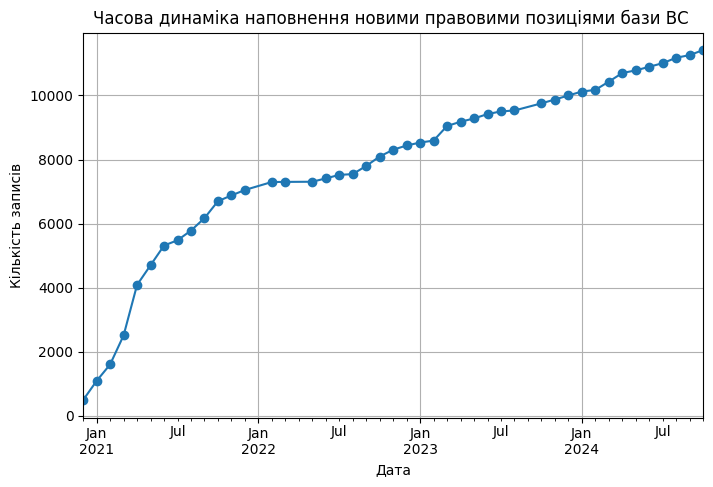 Часова динаміка наповнення новими правовими позиціями бази ВС
10000
8000
6000
4000
2000
0
Кількість записів
Jan
2021
Jul
Jan
2022
Jul
Jan
2023
Jul
Jan
2024
Jul
Дата